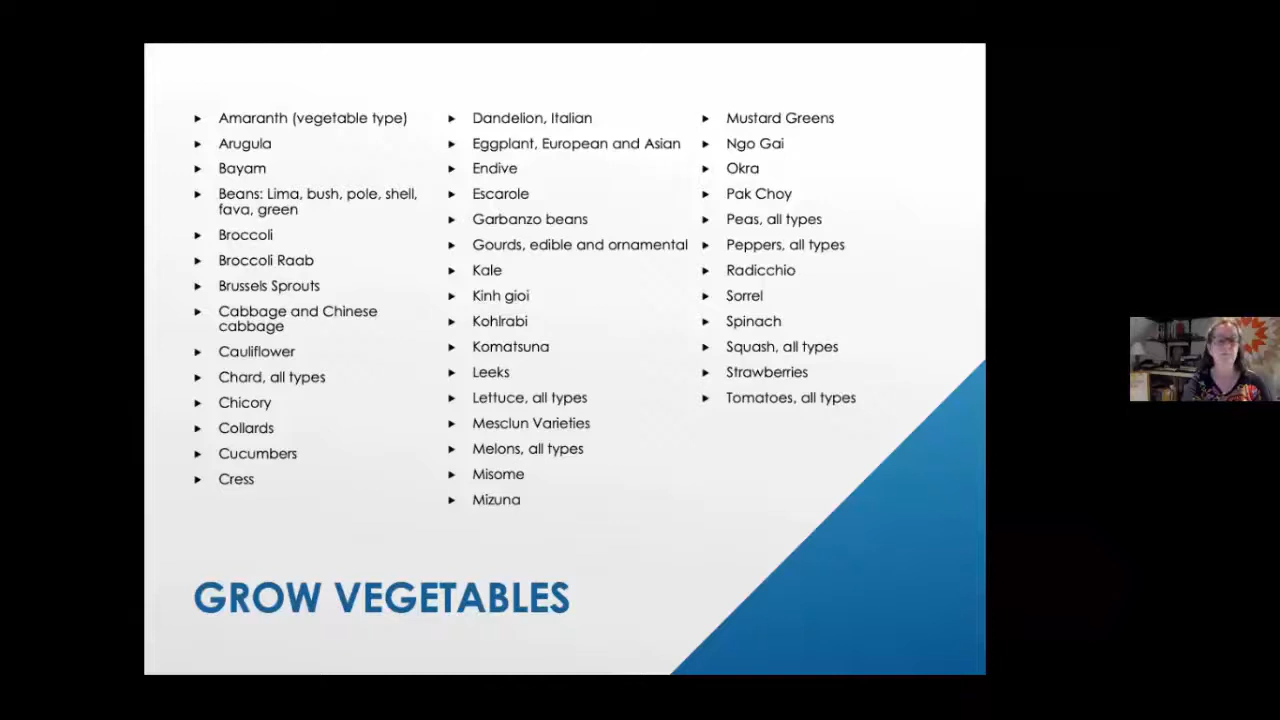 Amaranth (vegetable type)
Arugula
Bayam
Beans: Lima, bush, pole, shell,
fava, green
Broccoli
Broccoli Raab
Brussels Sprouts
Cabbage and Chinese
cabbage
Cauliflower
Chard, all types
Chicory
Collards
Cucumbers
Cress
Dandelion, Italian
Eggplant, European and Asian
Endive
Escarole
Garbanzo beans
Gourds, edible and ornamental
Kale
Kinh gioi
Kohlrabi
Komatsuna
Leeks
Lettuce, all types
Mesclun Varieties
Melons, all types
Misome
Mizuna
Mustard Greens
Ngo Gai
Okra
Pak Choy
Peas, all types
Peppers, all types
Radicchio
Sorrel
Spinach
Squash, all types
Strawberries
Tomatoes, all types
GROW VEGETABLES